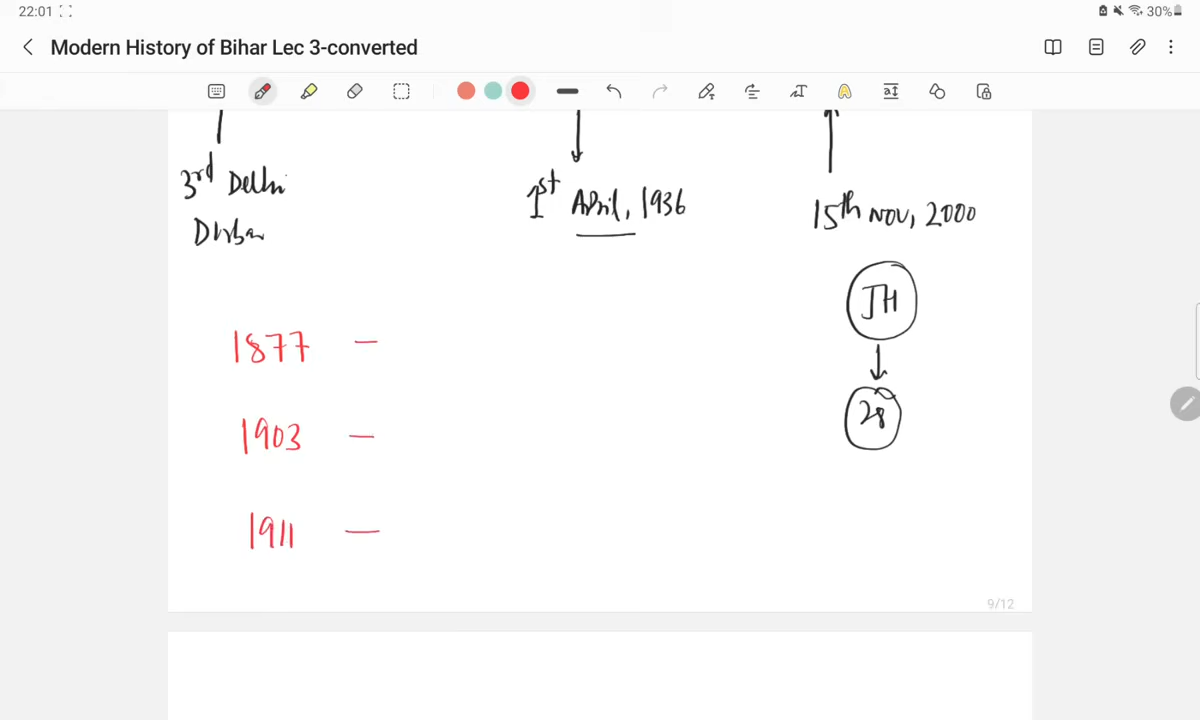 22:01
30%
Modern History of Bihar Lec 3-converted
3rd Delhi
Durbar
1st April, 1936
15th NOV, 2000
JH
28
1877 —
1903 —
1911 —
9/12